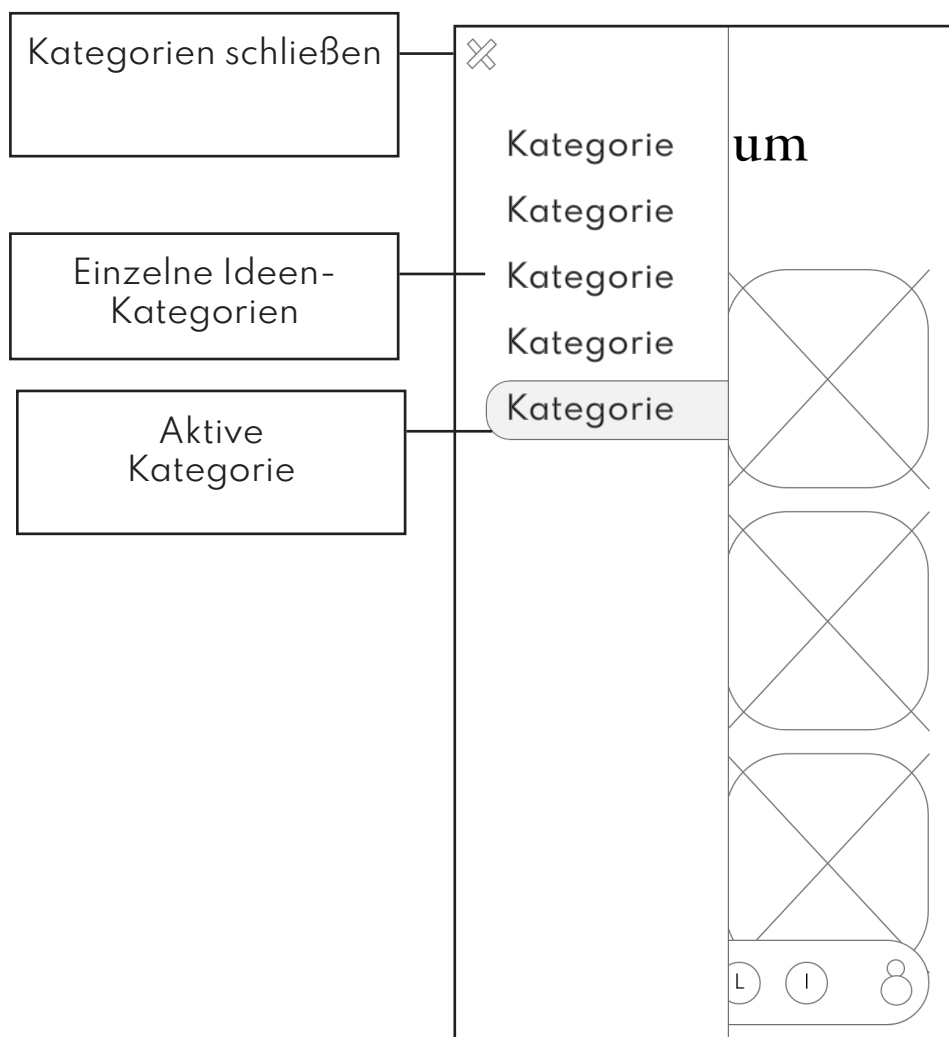 Kategorien schließen
Einzelne Ideen-
Kategorien
Aktive
Kategorie
Kategorie
Kategorie
Kategorie
Kategorie
Kategorie
um
L
I